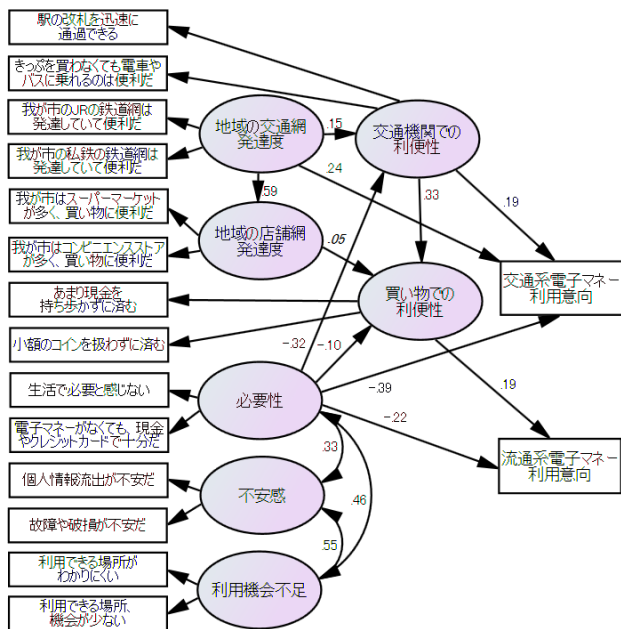 駅の改札を迅速に
通過できる
きっぷを買わなくても電車や
バスに乗れるのは便利だ
我が市のJRの鉄道網は
発達していて便利だ
我が市の私鉄の鉄道網は
発達していて便利だ
我が市はスーパーマーケット
が多く、買い物に便利だ
我が市はコンビニエンスストア
が多く、買い物に便利だ
あまり現金を
持ち歩かずに済む
小額のコインを扱わずに済む
生活で必要と感じない
電子マネーがなくても、現金
やクレジットカードで十分だ
個人情報流出が不安だ
故障や破損が不安だ
利用できる場所が
わかりにくい
利用できる場所、
機会が少ない
地域の交通網
発達度
.15
交通機関での
利便性
.24
.59
.33
.19
地域の店舗網
発達度
.05
買い物での
利便性
交通系電子マネー
利用意向
-.32
-.10
必要性
-.39
-.22
.19
流通系電子マネー
利用意向
.33
不安感
.46
.55
利用機会不足